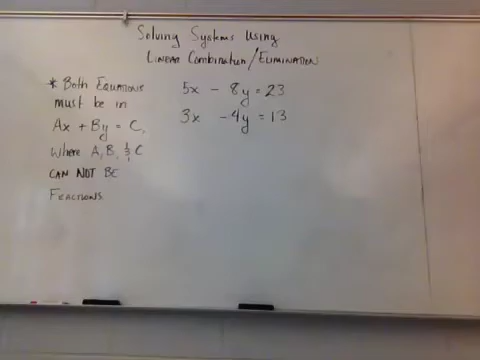 Solving Systems Using
Linear Combination/Elimination
* Both Equations
must be in
Ax + By = C,
where A, B, & C
CAN NOT BE
Fractions.
5x - 8y = 23
3x - 4y = 13